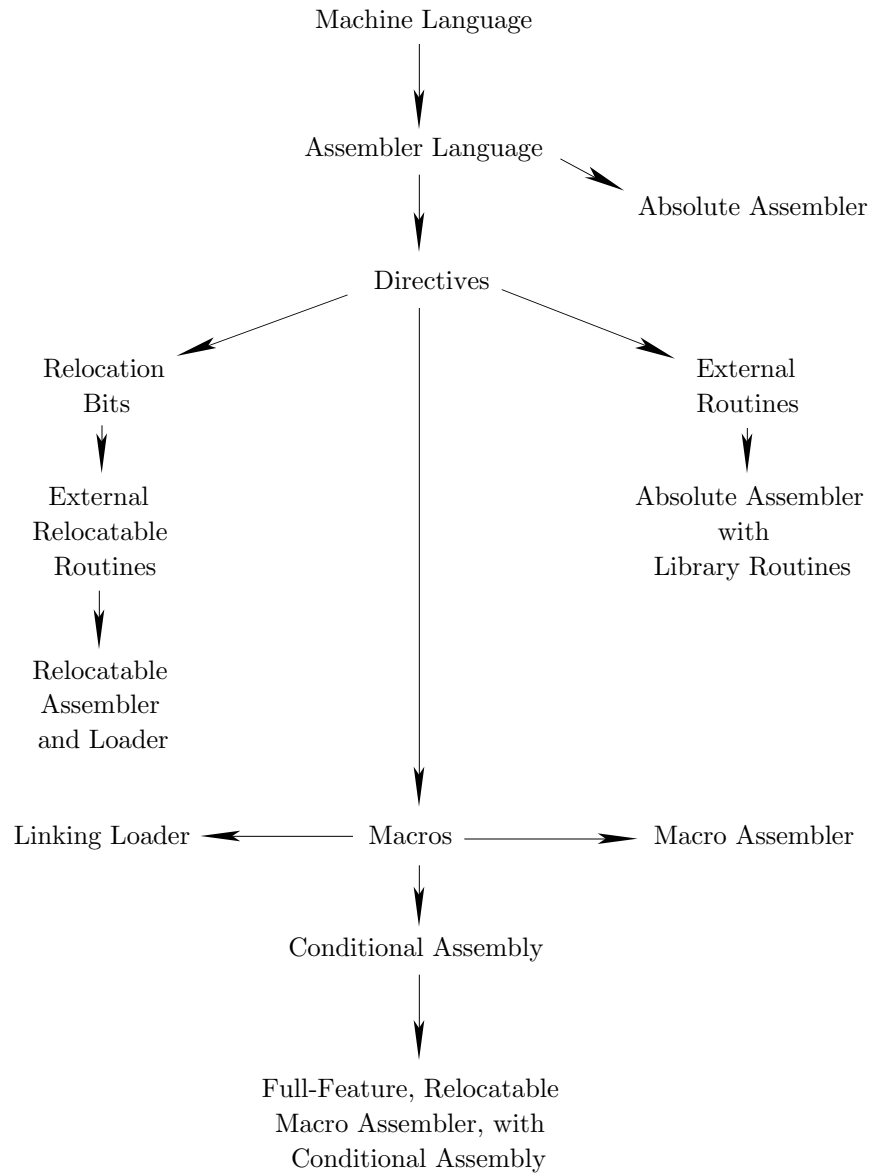 Machine Language
Assembler Language
Absolute Assembler
Directives
Relocation
Bits
External
Routines
External
Relocatable
Routines
Absolute Assembler
with
Library Routines
Relocatable
Assembler
and Loader
Linking Loader
Macros
Macro Assembler
Conditional Assembly
Full-Feature, Relocatable
Macro Assembler, with
Conditional Assembly